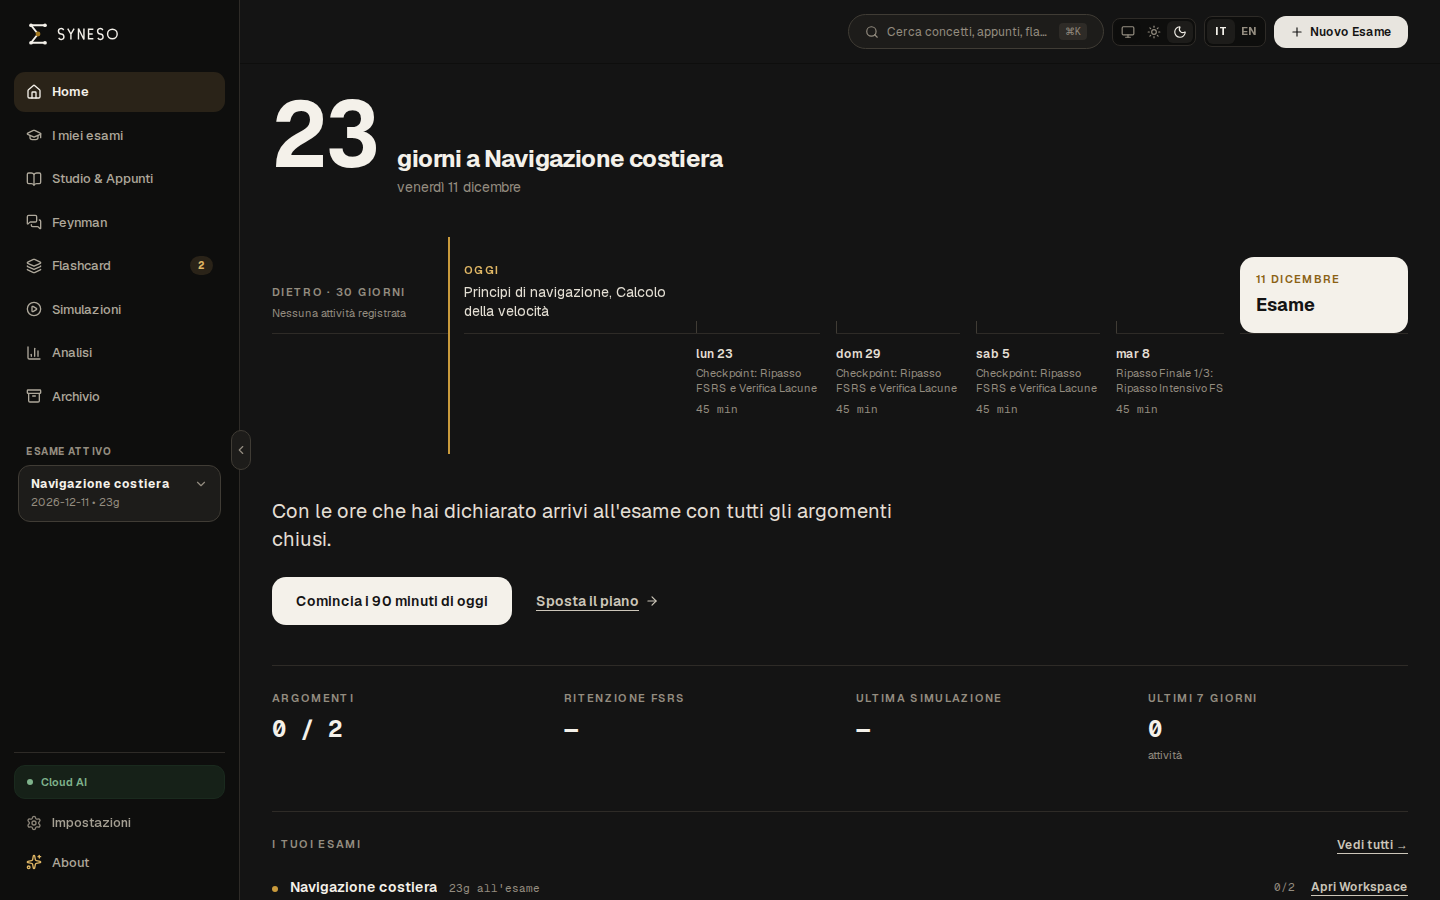 SYNESO
Cerca concetti, appunti, fla...
⌘K
IT
EN
Nuovo Esame
Home
I miei esami
Studio & Appunti
Feynman
Flashcard
2
Simulazioni
Analisi
Archivio
ESAME ATTIVO
Navigazione costiera
2026-12-11 • 23g
Cloud AI
Impostazioni
About
23
giorni a Navigazione costiera
venerdì 11 dicembre
DIETRO · 30 GIORNI
Nessuna attività registrata
OGGI
Principi di navigazione, Calcolo
della velocità
lun 23
Checkpoint: Ripasso
FSRS e Verifica Lacune
45 min
dom 29
Checkpoint: Ripasso
FSRS e Verifica Lacune
45 min
sab 5
Checkpoint: Ripasso
FSRS e Verifica Lacune
45 min
mar 8
Ripasso Finale 1/3:
Ripasso Intensivo FS
45 min
11 DICEMBRE
Esame
Con le ore che hai dichiarato arrivi all'esame con tutti gli argomenti
chiusi.
Comincia i 90 minuti di oggi
Sposta il piano →
ARGOMENTI
0 / 2
RITENZIONE FSRS
–
ULTIMA SIMULAZIONE
–
ULTIMI 7 GIORNI
0
attività
I TUOI ESAMI
Vedi tutti →
Navigazione costiera
23g all'esame
0/2
Apri Workspace